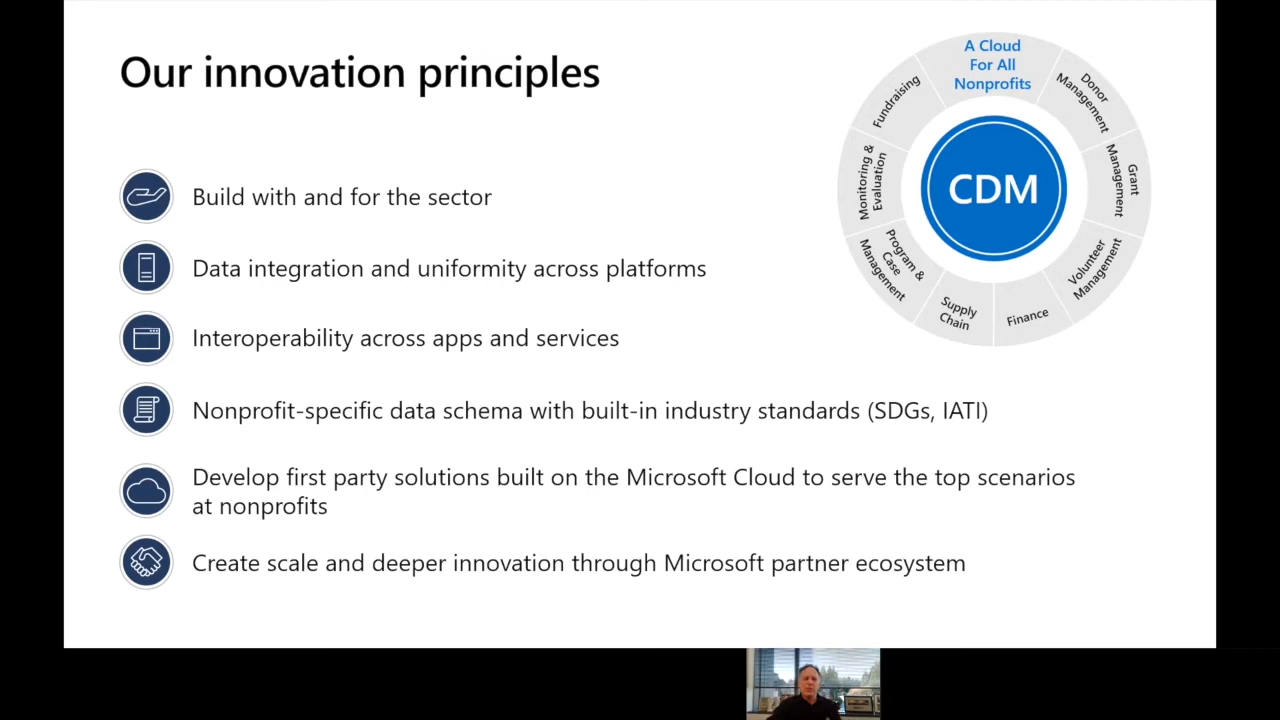 Our innovation principles
Build with and for the sector
Data integration and uniformity across platforms
Interoperability across apps and services
Nonprofit-specific data schema with built-in industry standards (SDGs, IATI)
Develop first party solutions built on the Microsoft Cloud to serve the top scenarios
at nonprofits
Create scale and deeper innovation through Microsoft partner ecosystem
A Cloud
For All
Nonprofits
Donor
Management
Grant
Management
Volunteer
Management
Finance
Supply
Chain
Program &
Case
Management
Monitoring &
Evaluation
Fundraising
CDM